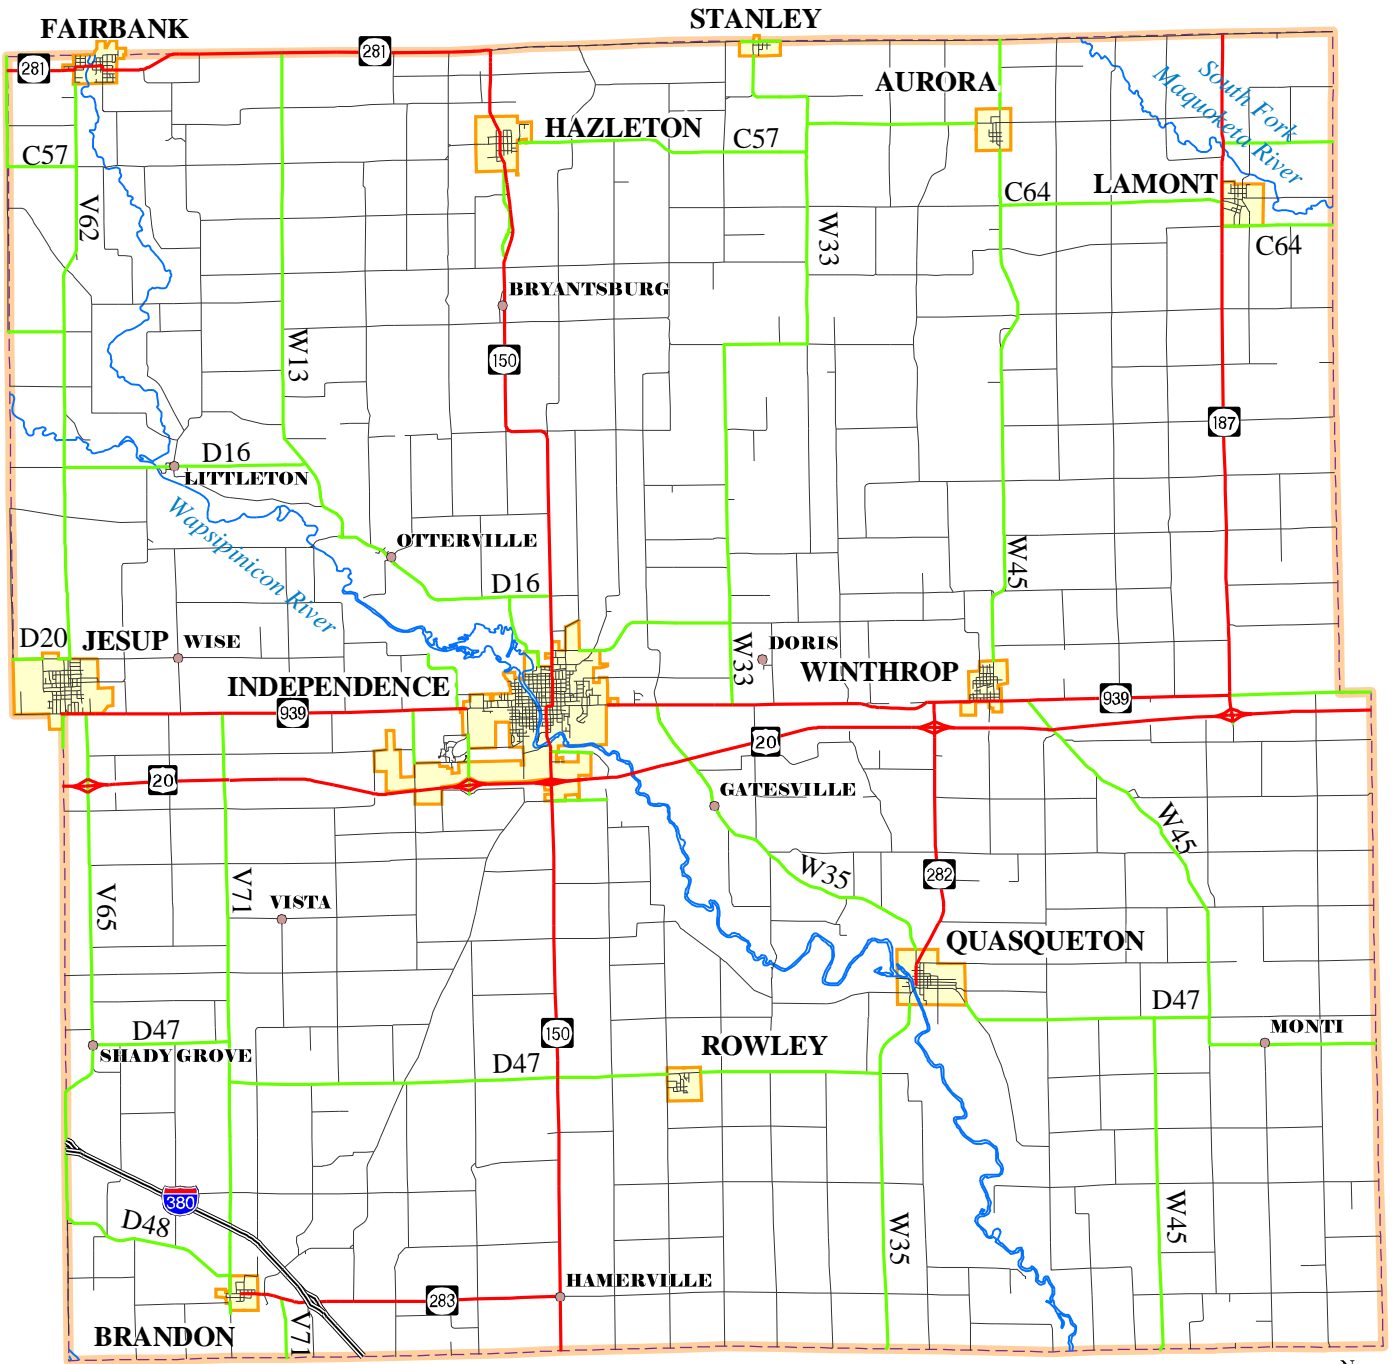 FAIRBANK
STANLEY
281
281
AURORA
South Fork
Maquoketa River
HAZLETON
C57
C57
LAMONT
C64
V62
W33
C64
BRYANTSBURG
W13
150
187
D16
LITTLETON
Wapsipinicon River
OTTERVILLE
D16
W45
D20
JESUP
WISE
DORIS
W33
WINTHROP
INDEPENDENCE
939
939
20
20
GATESVILLE
W45
W35
282
V65
V71
VISTA
QUASQUETON
D47
MONTI
D47
SHADY GROVE
150
ROWLEY
D47
380
D48
W35
W45
HAMERVILLE
283
BRANDON
V71
N